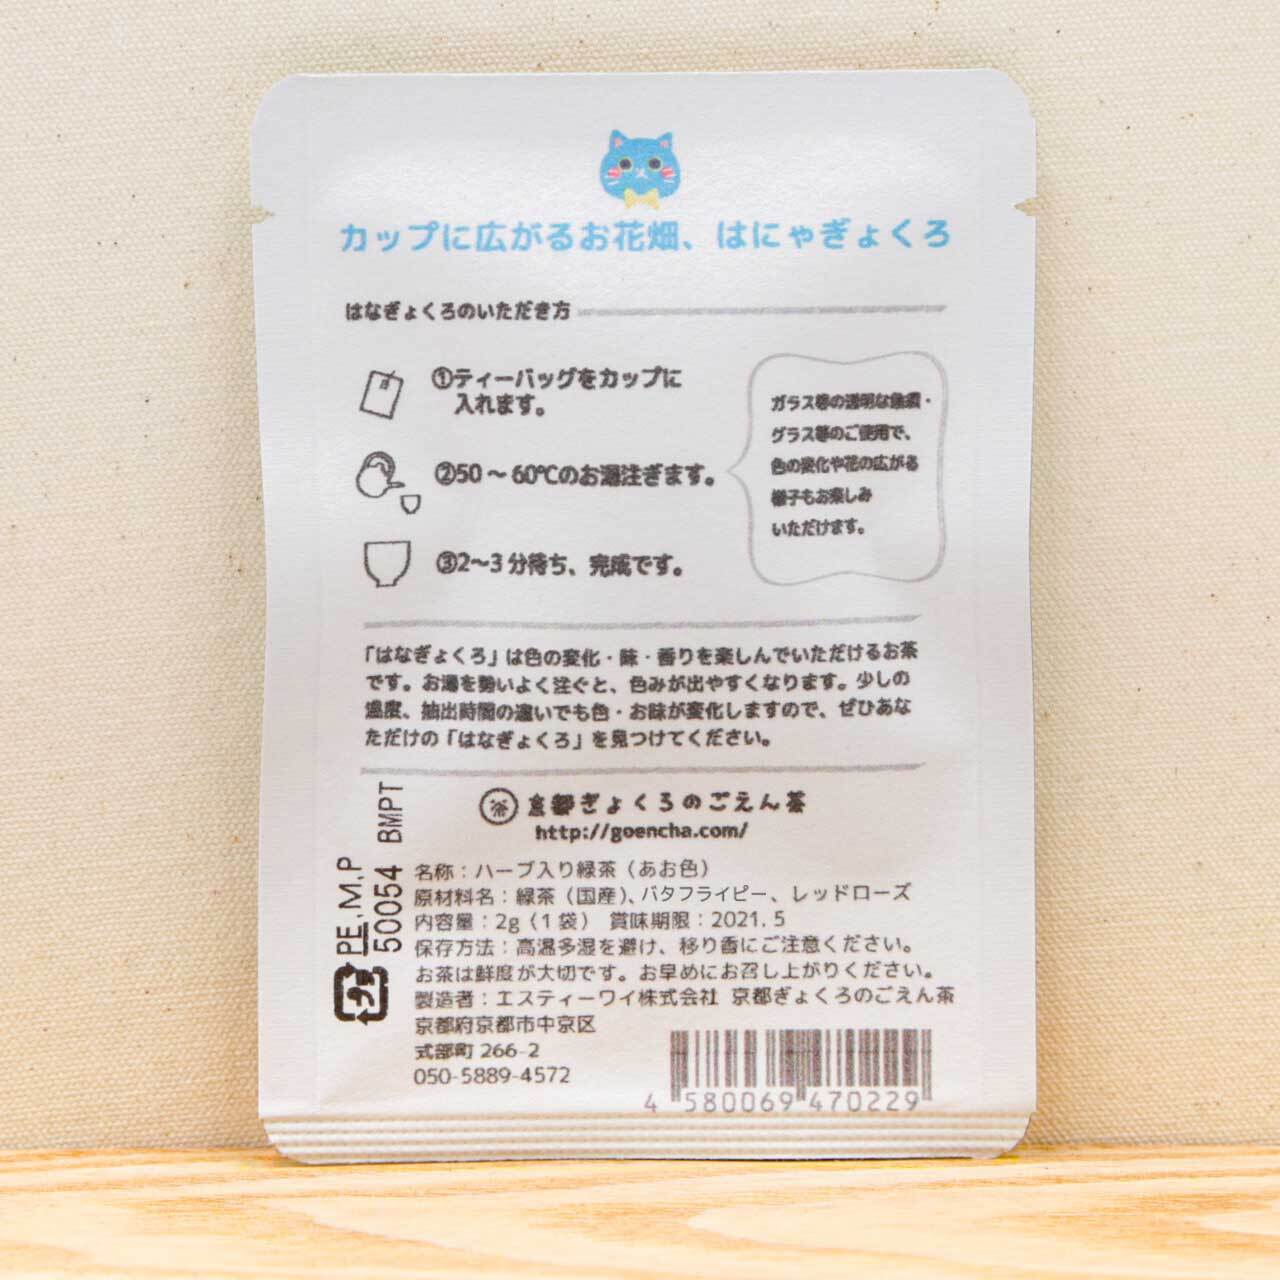 カップに広がるお花畑、はにゃぎょくろ
はなぎょくろのいただき方
①ティーバッグをカップに
入れます。
②50～60℃のお湯注ぎます。
③2～3分待ち、完成です。
ガラス等の透明な急須・
グラス等のご使用で、
色の変化や花の広がる
様子もお楽しみ
いただけます。
「はなぎょくろ」は色の変化・味・香りを楽しんでいただけるお茶
です。お湯を勢いよく注ぐと、色みが出やすくなります。少しの
温度、抽出時間の違いでも色・お味が変化しますので、ぜひあな
ただけの「はなぎょくろ」を見つけてください。
茶 京都ぎょくろのごえん茶
http://goencha.com/
名称：ハーブ入り緑茶（あお色）
原材料名：緑茶（国産）、バタフライピー、レッドローズ
内容量：2g（1袋） 賞味期限：2021.5
保存方法：高温多湿を避け、移り香にご注意ください。
お茶は鮮度が大切です。お早めにお召し上がりください。
製造者：エスティーワイ株式会社 京都ぎょくろのごえん茶
京都府京都市中京区
式部町 266-2
050-5889-4572
プラ
PE,M,P
50054 BMPT
4 580069 470229